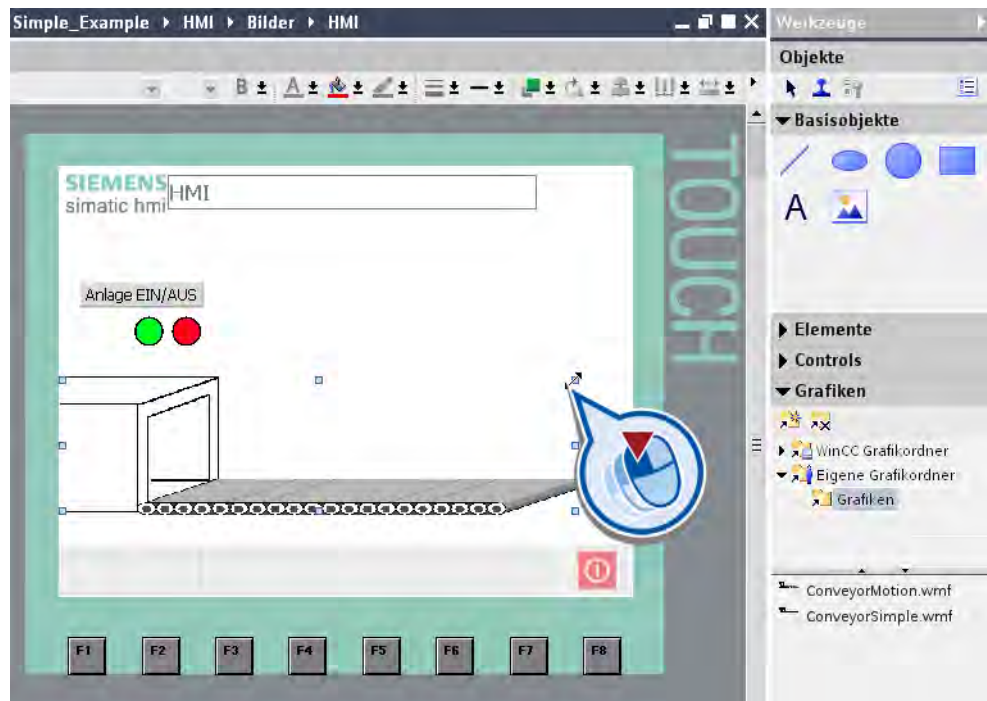 Simple_Example ▸ HMI ▸ Bilder ▸ HMI
Werkzeuge
Objekte
B A
Basisobjekte
A
SIEMENS
simatic hmi
HMI
TOUCH
Anlage EIN/AUS
Elemente
Controls
Grafiken
WinCC Grafikordner
Eigene Grafikordner
Grafiken
ConveyorMotion.wmf
ConveyorSimple.wmf
F1 F2 F3 F4 F5 F6 F7 F8